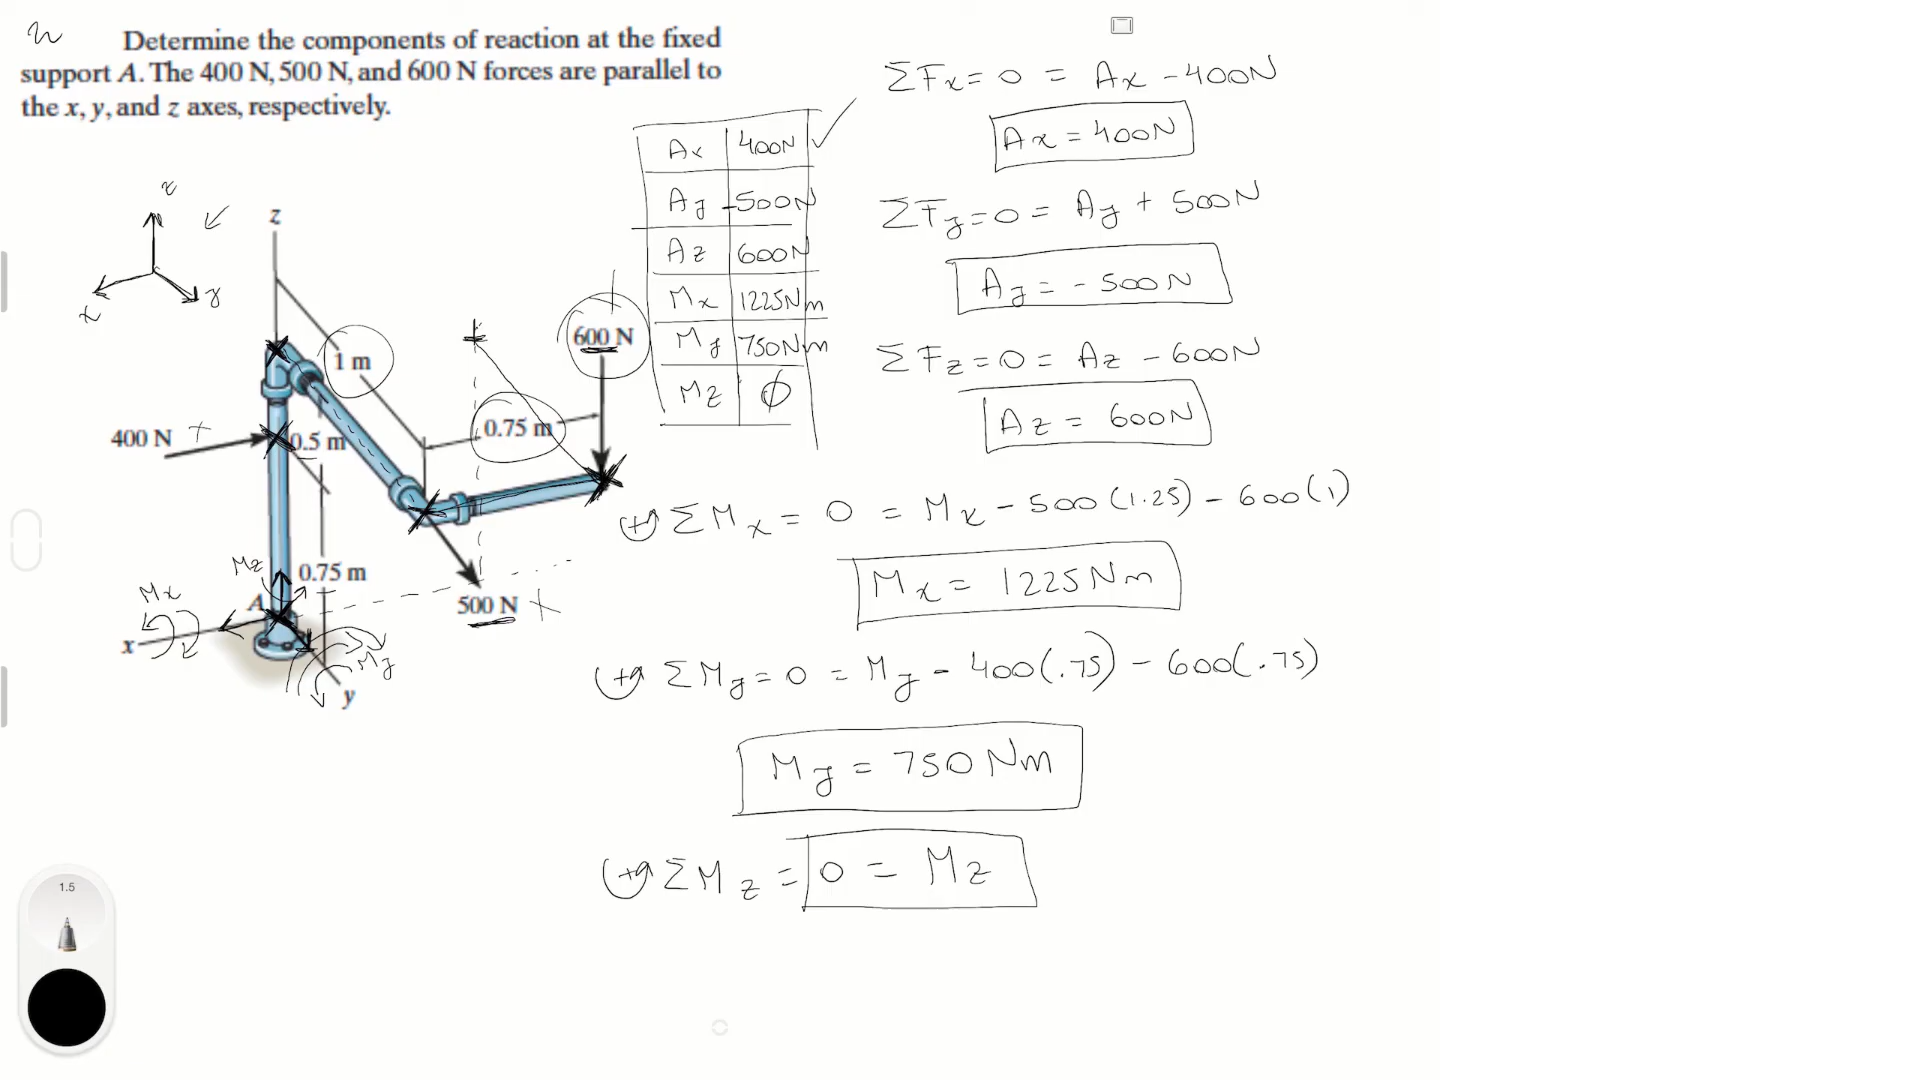 Determine the components of reaction at the fixed
support A. The 400 N, 500 N, and 600 N forces are parallel to
the x, y, and z axes, respectively.
Ax 400N
Ay -500N
Az 600N
Mx 1225Nm
My 750Nm
Mz ϕ
ΣFx = 0 = Ax - 400N
Ax = 400N
ΣFy = 0 = Ay + 500N
Ay = - 500N
ΣFz = 0 = Az - 600N
Az = 600N
+ ΣMx = 0 = Mx - 500(1.25) - 600(1)
Mx = 1225Nm
+ ΣMy = 0 = My - 400(.75) - 600(.75)
My = 750Nm
+ ΣMz = 0 = Mz
z
x
y
z
1 m
600 N
400 N
0.5 m
0.75 m
Mz
0.75 m
Mx
A
500 N
x
My
y
1.5